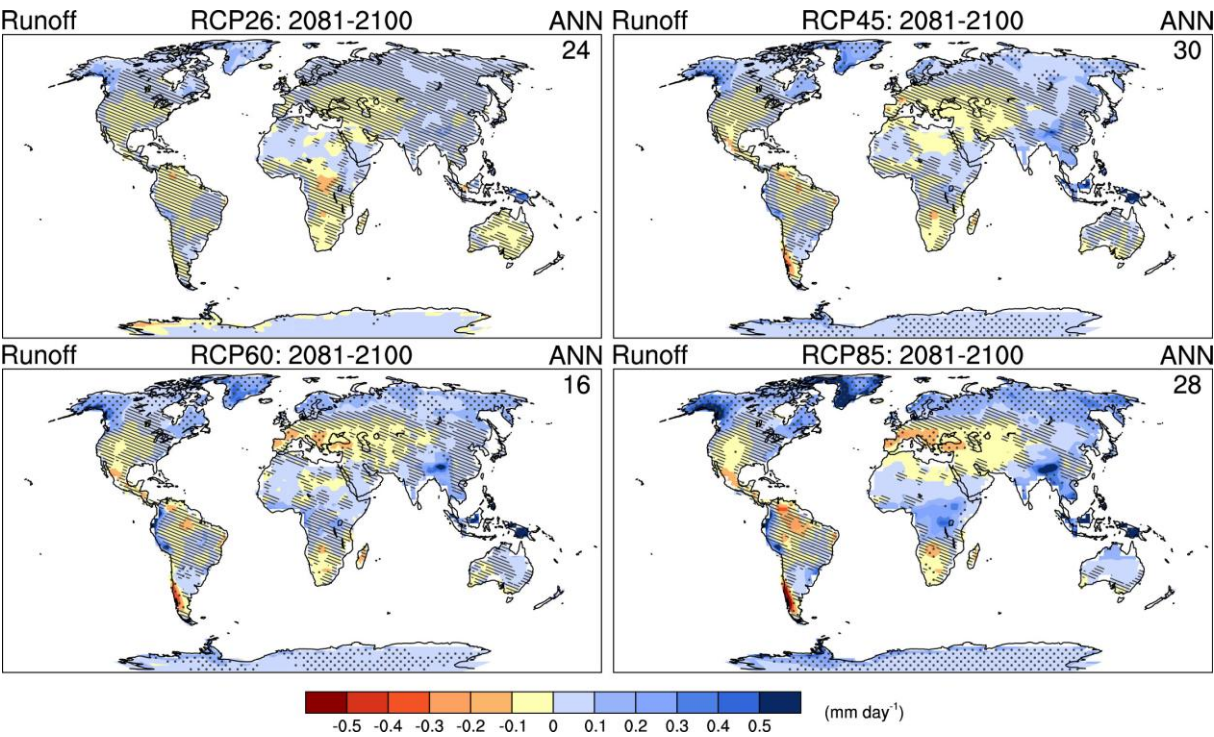 Runoff RCP26: 2081-2100 ANN
24
Runoff RCP45: 2081-2100 ANN
30
Runoff RCP60: 2081-2100 ANN
16
Runoff RCP85: 2081-2100 ANN
28
-0.5 -0.4 -0.3 -0.2 -0.1 0 0.1 0.2 0.3 0.4 0.5 (mm day⁻¹)